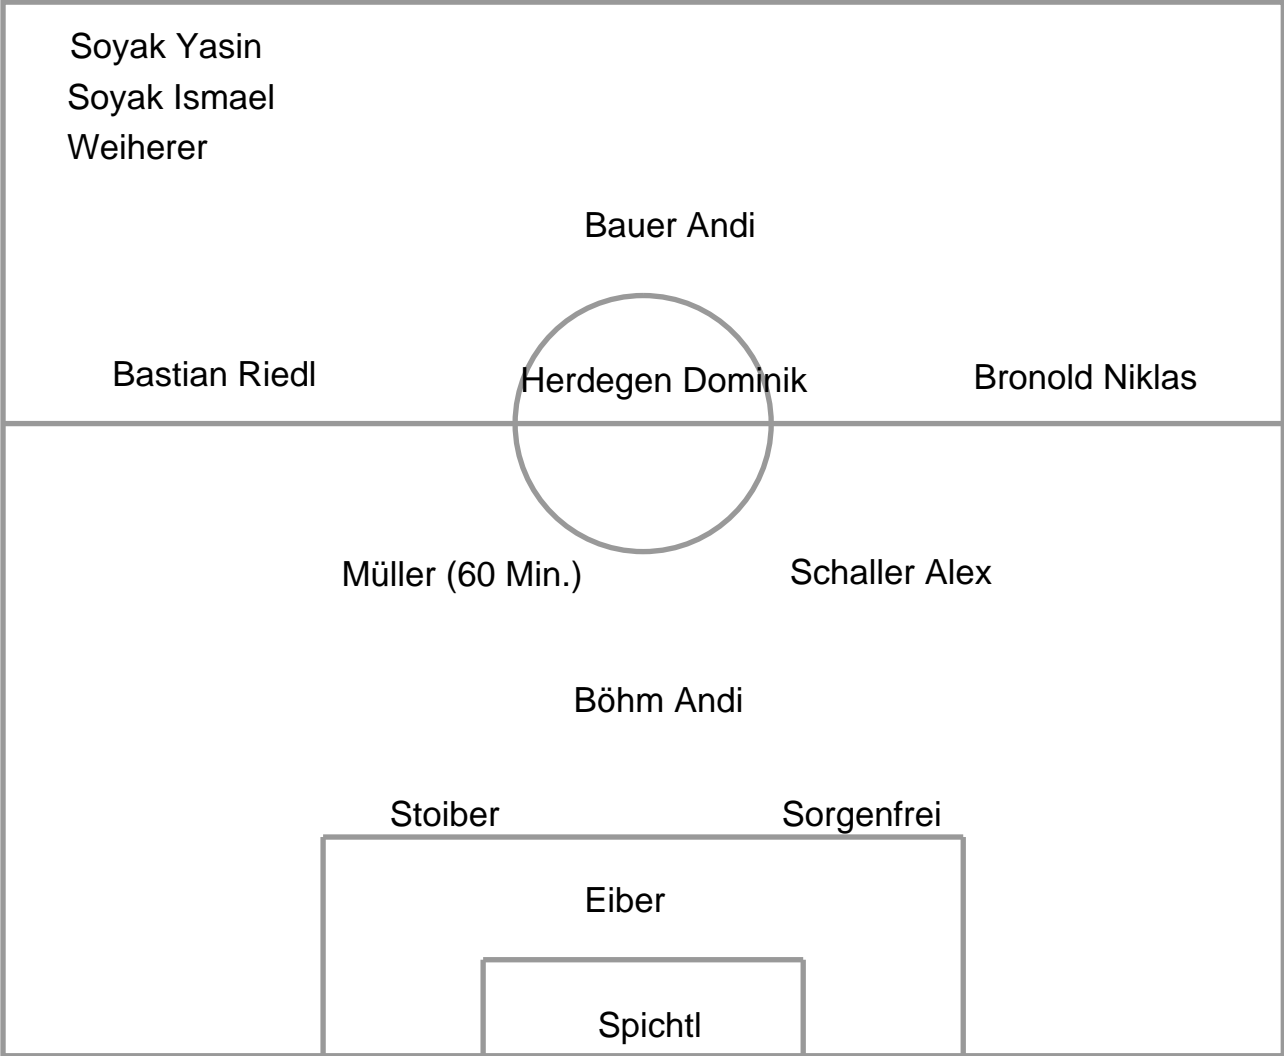 Soyak Yasin
Soyak Ismael
Weiherer
Bauer Andi
Bastian Riedl
Herdegen Dominik
Bronold Niklas
Müller (60 Min.)
Schaller Alex
Böhm Andi
Stoiber
Sorgenfrei
Eiber
Spichtl